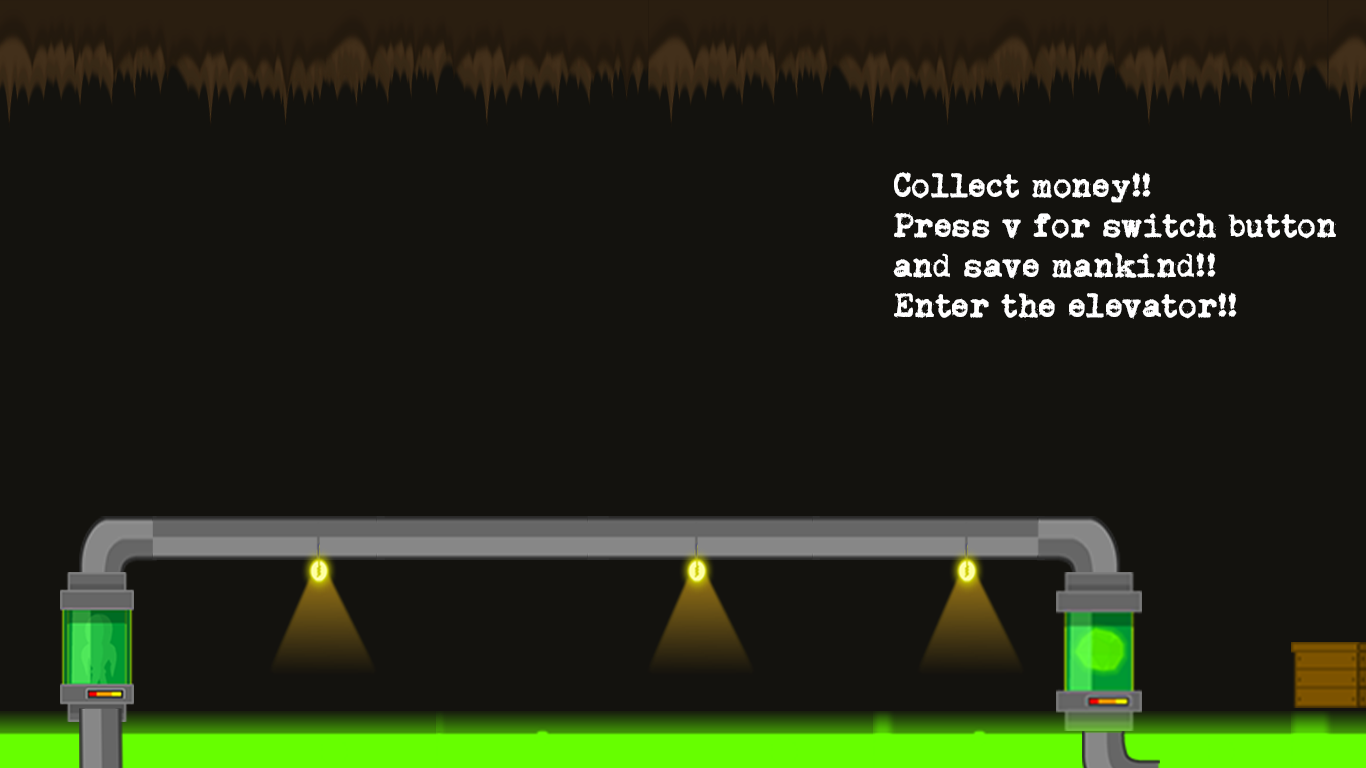 Collect money!!
Press v for switch button
and save mankind!!
Enter the elevator!!